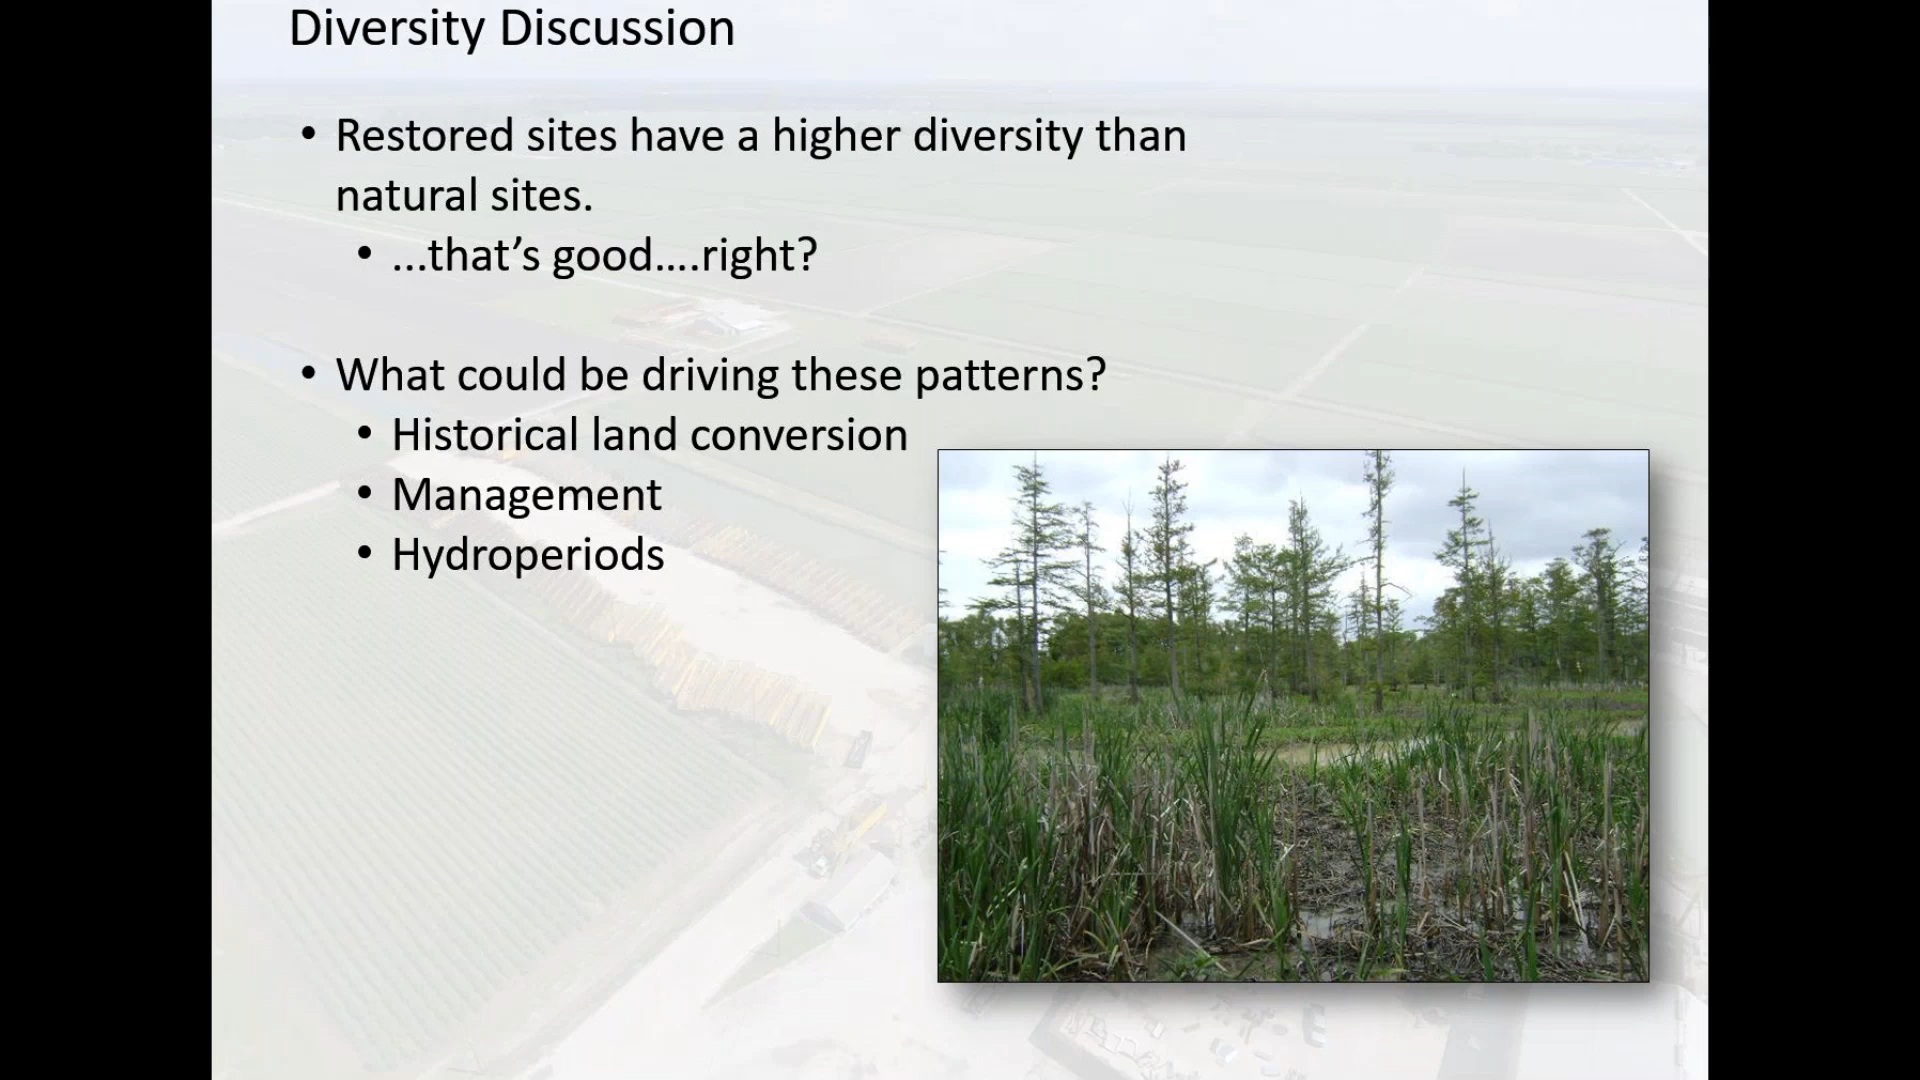 Diversity Discussion
• Restored sites have a higher diversity than
natural sites.
• ...that’s good....right?
• What could be driving these patterns?
• Historical land conversion
• Management
• Hydroperiods